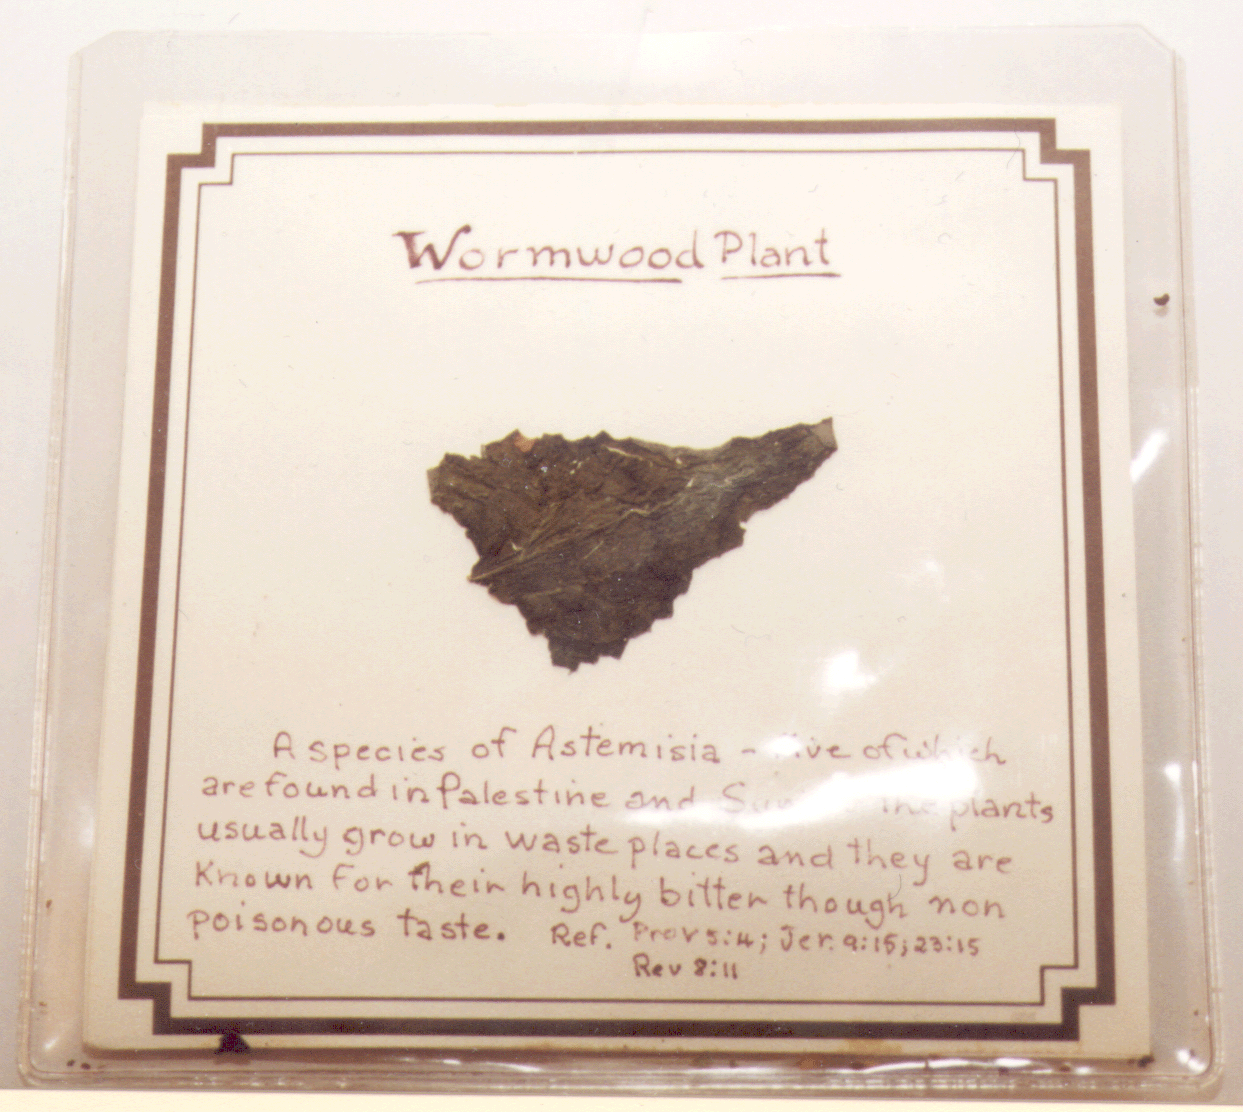 Wormwood Plant
A species of Astemisia - five of which
are found in Palestine and The plants
usually grow in waste places and they are
Known for their highly bitter though non
poisonous taste. Ref. Prov 5:4; Jer. 9:15; 23:15
Rev 8:11